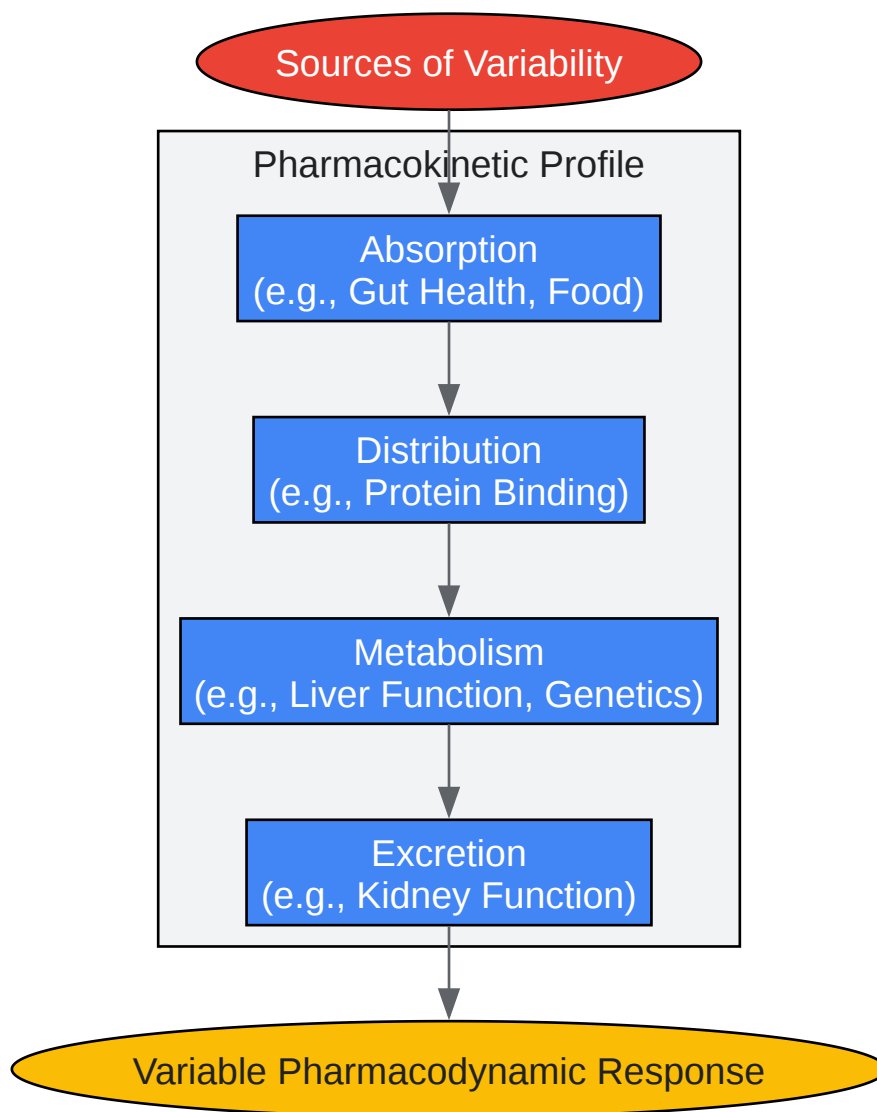 Sources of Variability
Pharmacokinetic Profile
Absorption
(e.g., Gut Health, Food)
Distribution
(e.g., Protein Binding)
Metabolism
(e.g., Liver Function, Genetics)
Excretion
(e.g., Kidney Function)
Variable Pharmacodynamic Response